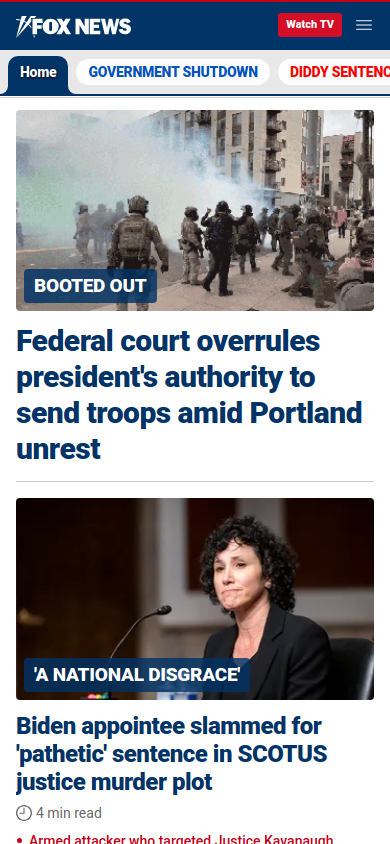 FOX NEWS
Watch TV
Home
GOVERNMENT SHUTDOWN
DIDDY SENTENC
BOOTED OUT
Federal court overrules
president's authority to
send troops amid Portland
unrest
'A NATIONAL DISGRACE'
Biden appointee slammed for
'pathetic' sentence in SCOTUS
justice murder plot
4 min read
Armed attacker who targeted Justice Kavanaugh